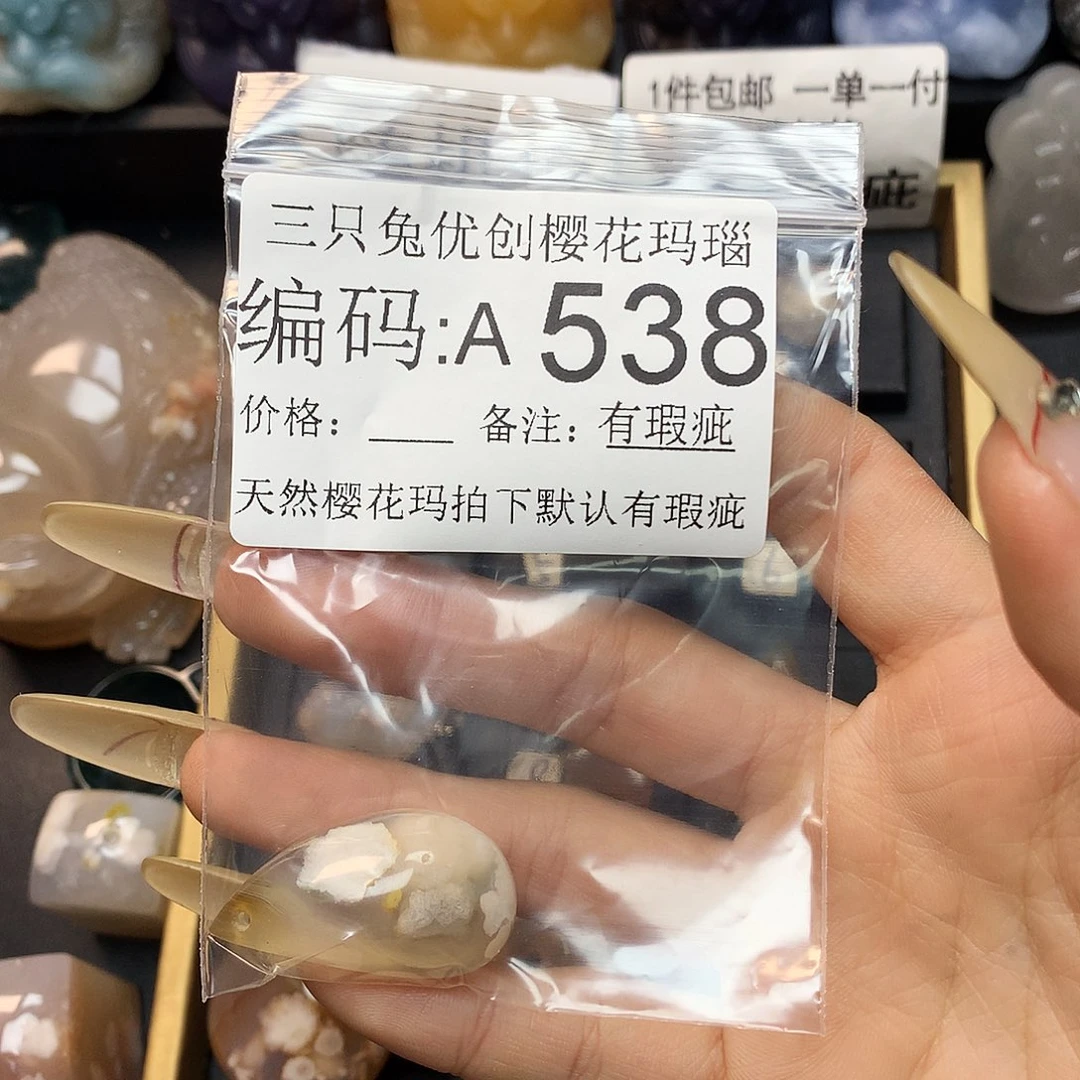 1件包邮 一单一付
疵
三只兔优创樱花玛瑙
编码:A 538
价格：____ 备注：有瑕疵
天然樱花玛拍下默认有瑕疵